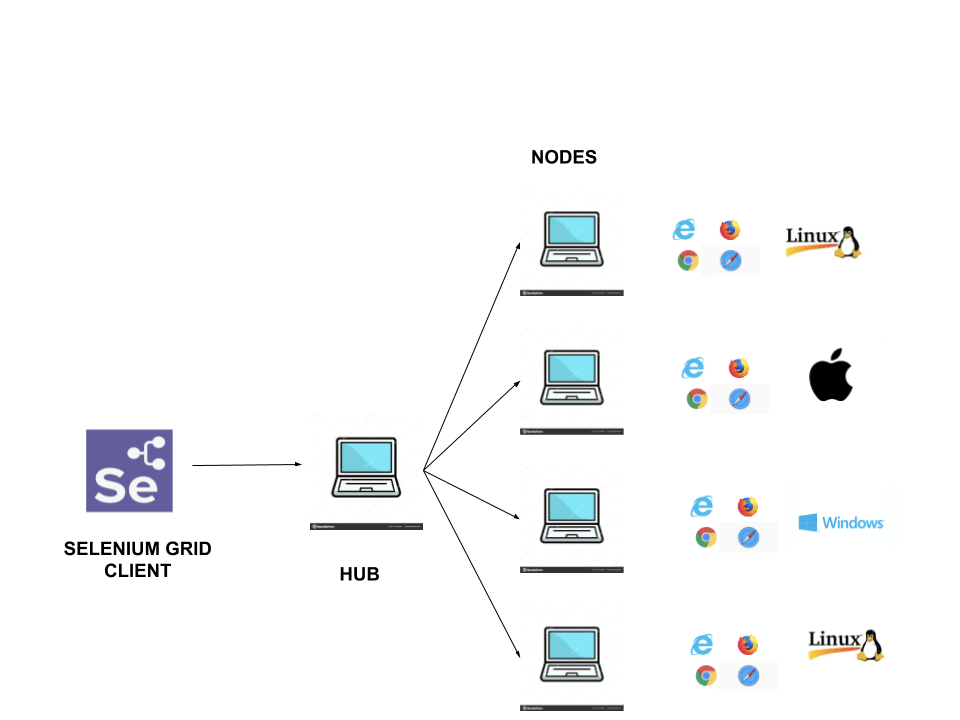 NODES
Linux
Se
Windows
SELENIUM GRID
CLIENT
HUB
Linux